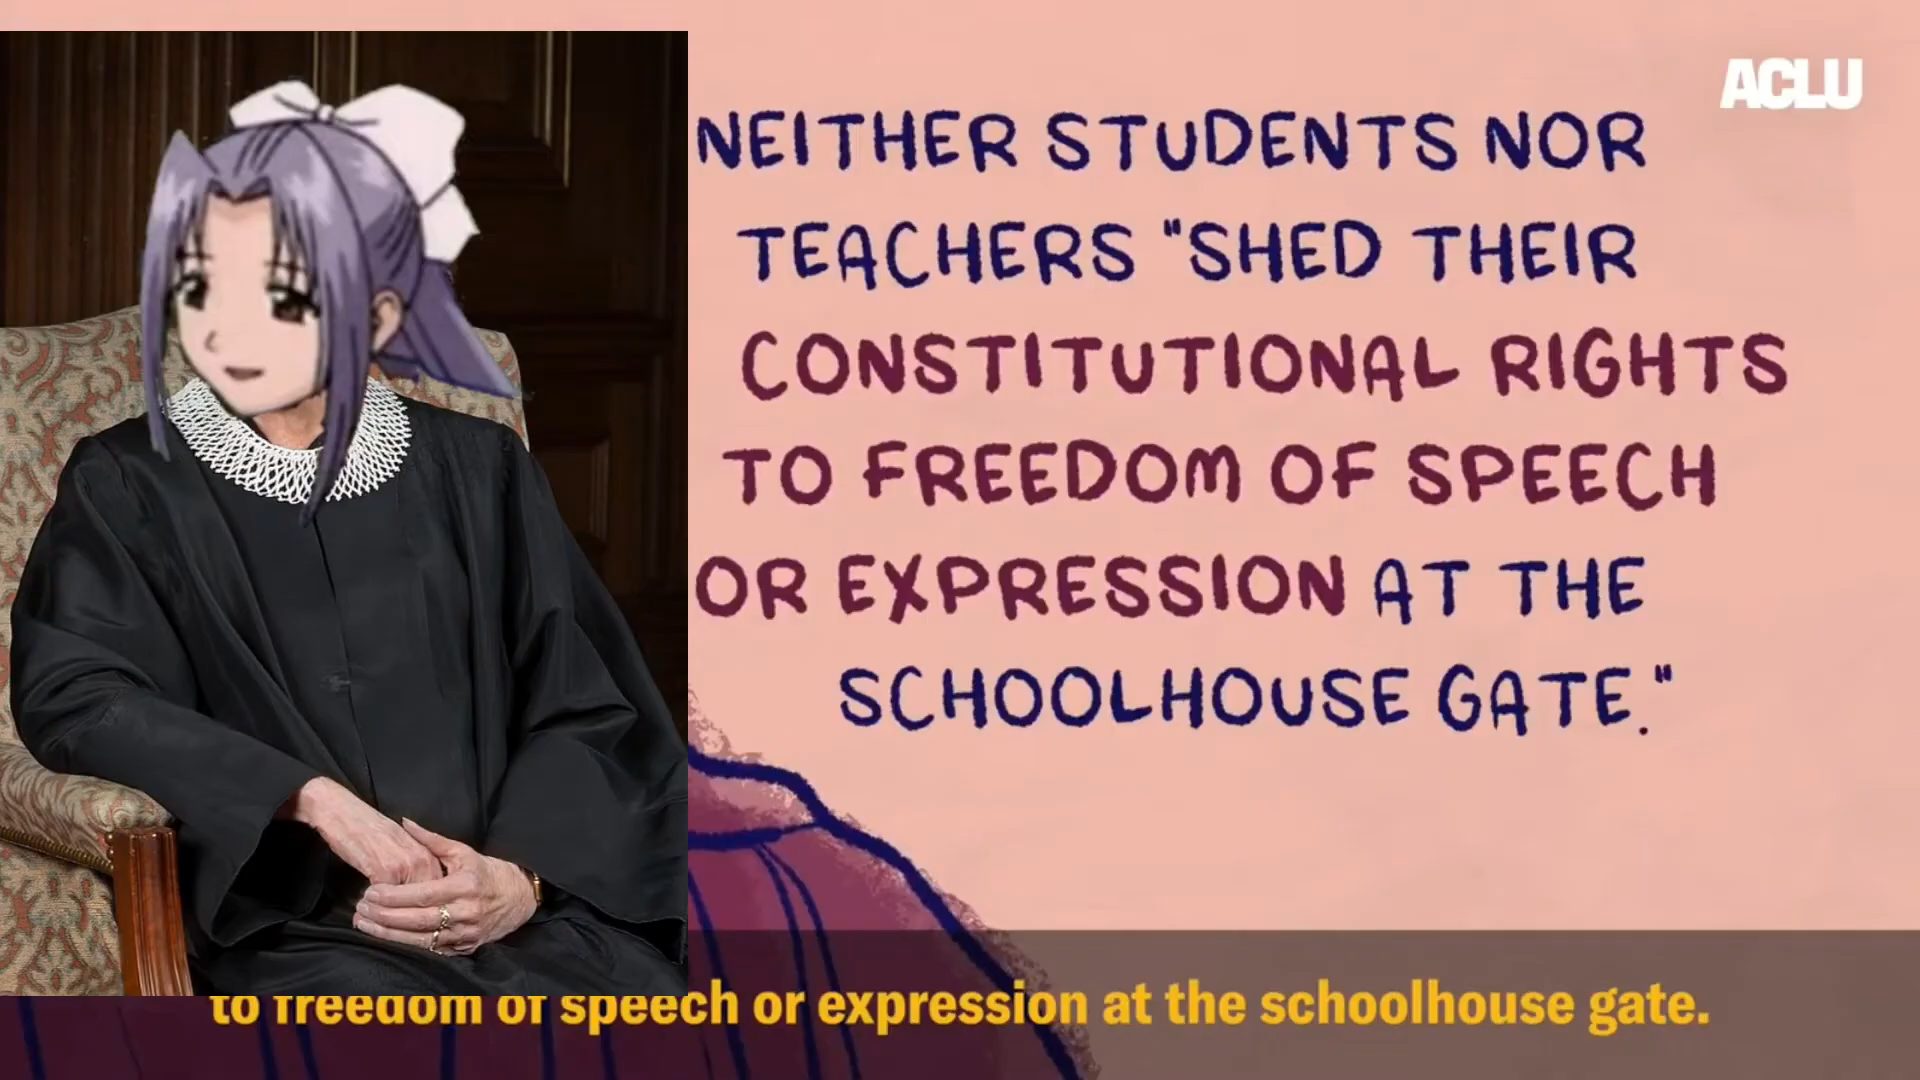 ACLU
NEITHER STUDENTS NOR
TEACHERS "SHED THEIR
CONSTITUTIONAL RIGHTS
TO FREEDOM OF SPEECH
OR EXPRESSION AT THE
SCHOOLHOUSE GATE."
to freedom of speech or expression at the schoolhouse gate.